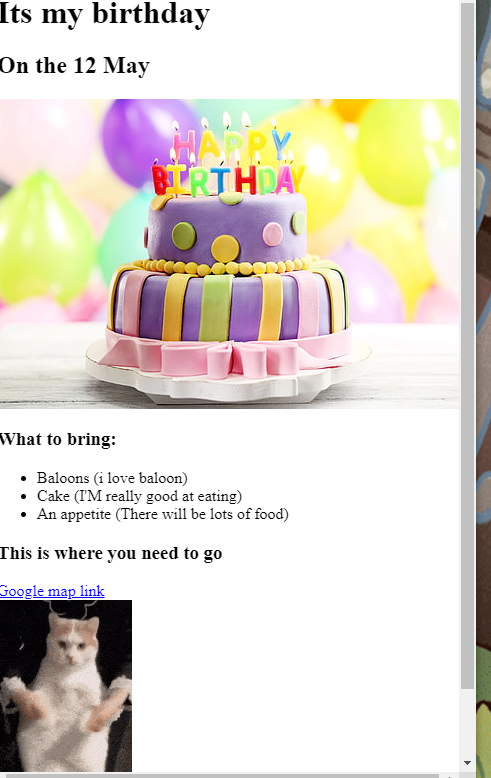 Its my birthday
On the 12 May
HAPPY
BIRTHDAY
What to bring:
Baloons (i love baloon)
Cake (I'M really good at eating)
An appetite (There will be lots of food)
This is where you need to go
Google map link